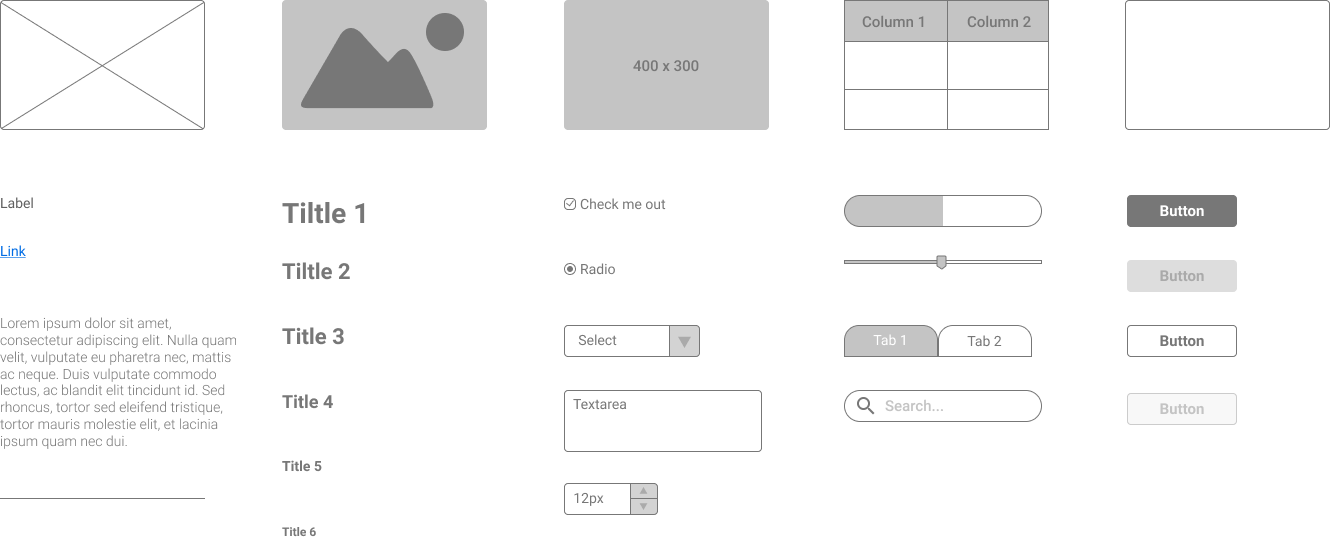 Column 1
Column 2
400 x 300
Label
Link
Lorem ipsum dolor sit amet,
consectetur adipiscing elit. Nulla quam
velit, vulputate eu pharetra nec, mattis
ac neque. Duis vulputate commodo
lectus, ac blandit elit tincidunt id. Sed
rhoncus, tortor sed eleifend tristique,
tortor mauris molestie elit, et lacinia
ipsum quam nec dui.
Tiltle 1
Tiltle 2
Title 3
Title 4
Title 5
Title 6
Check me out
Radio
Select
Textarea
12px
Tab 1
Tab 2
Search...
Button
Button
Button
Button